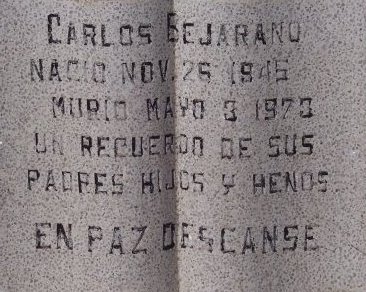 CARLOS BEJARANO
NACIO NOV. 26 1945
MURIO MAYO 3 1973
UN RECUERDO DE SUS
PADRES HIJOS Y HENOS.
EN PAZ DESCANSE